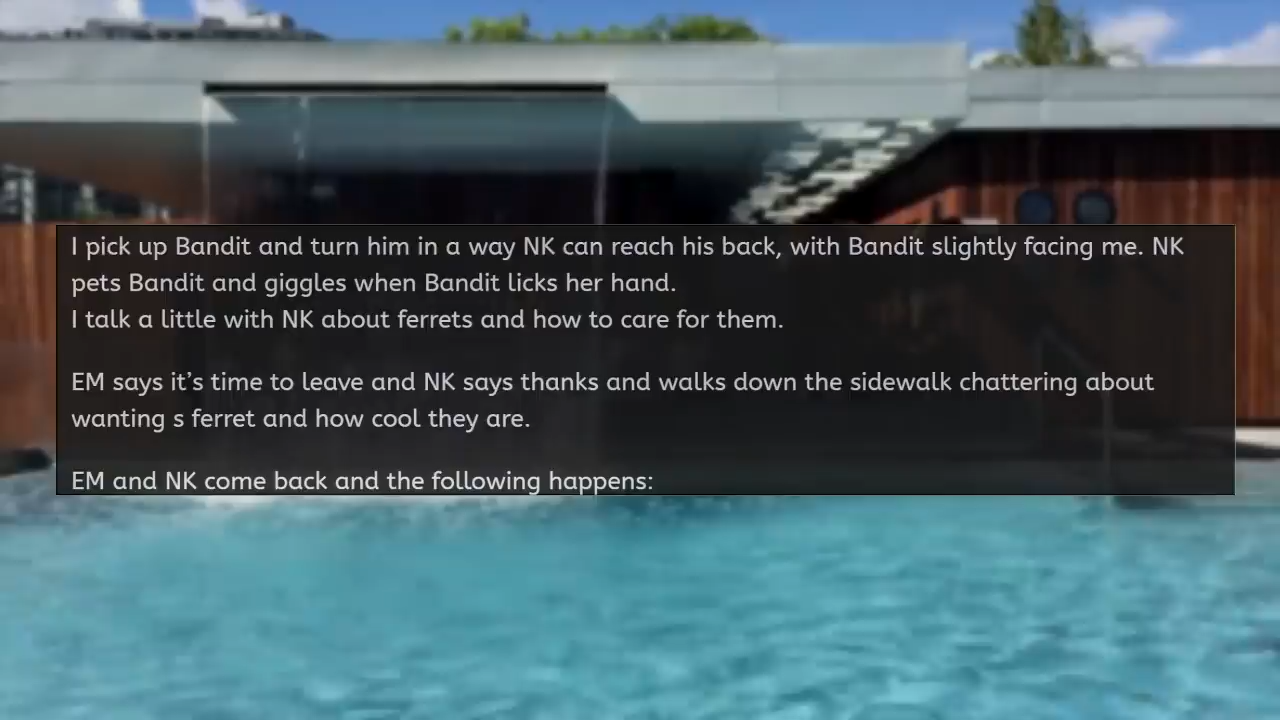 I pick up Bandit and turn him in a way NK can reach his back, with Bandit slightly facing me. NK
pets Bandit and giggles when Bandit licks her hand.
I talk a little with NK about ferrets and how to care for them.
EM says it’s time to leave and NK says thanks and walks down the sidewalk chattering about
wanting s ferret and how cool they are.
EM and NK come back and the following happens: